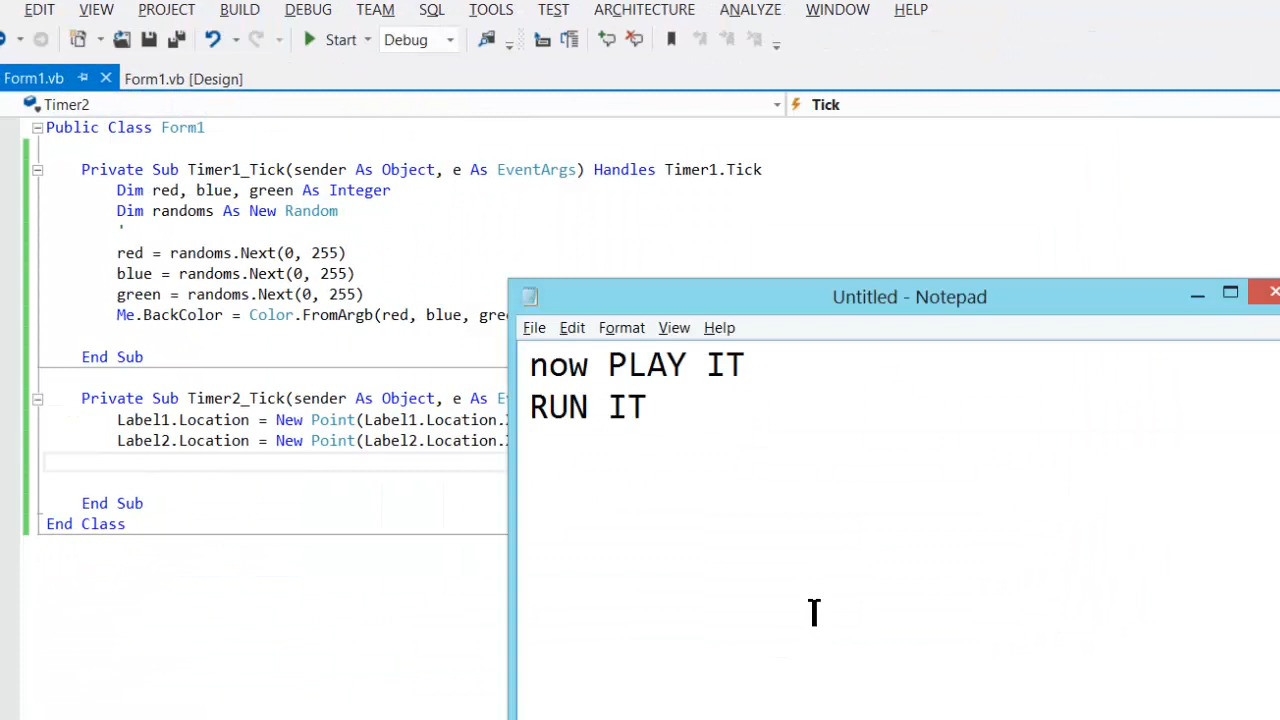 EDIT VIEW PROJECT BUILD DEBUG TEAM SQL TOOLS TEST ARCHITECTURE ANALYZE WINDOW HELP
Start Debug
Form1.vb Form1.vb [Design]
Timer2 Tick
Public Class Form1
Private Sub Timer1_Tick(sender As Object, e As EventArgs) Handles Timer1.Tick
Dim red, blue, green As Integer
Dim randoms As New Random
'
red = randoms.Next(0, 255)
blue = randoms.Next(0, 255)
green = randoms.Next(0, 255)
Me.BackColor = Color.FromArgb(red, blue, gre
End Sub
Private Sub Timer2_Tick(sender As Object, e As E
Label1.Location = New Point(Label1.Location.
Label2.Location = New Point(Label2.Location.
End Sub
End Class
Untitled - Notepad
File Edit Format View Help
now PLAY IT
RUN IT